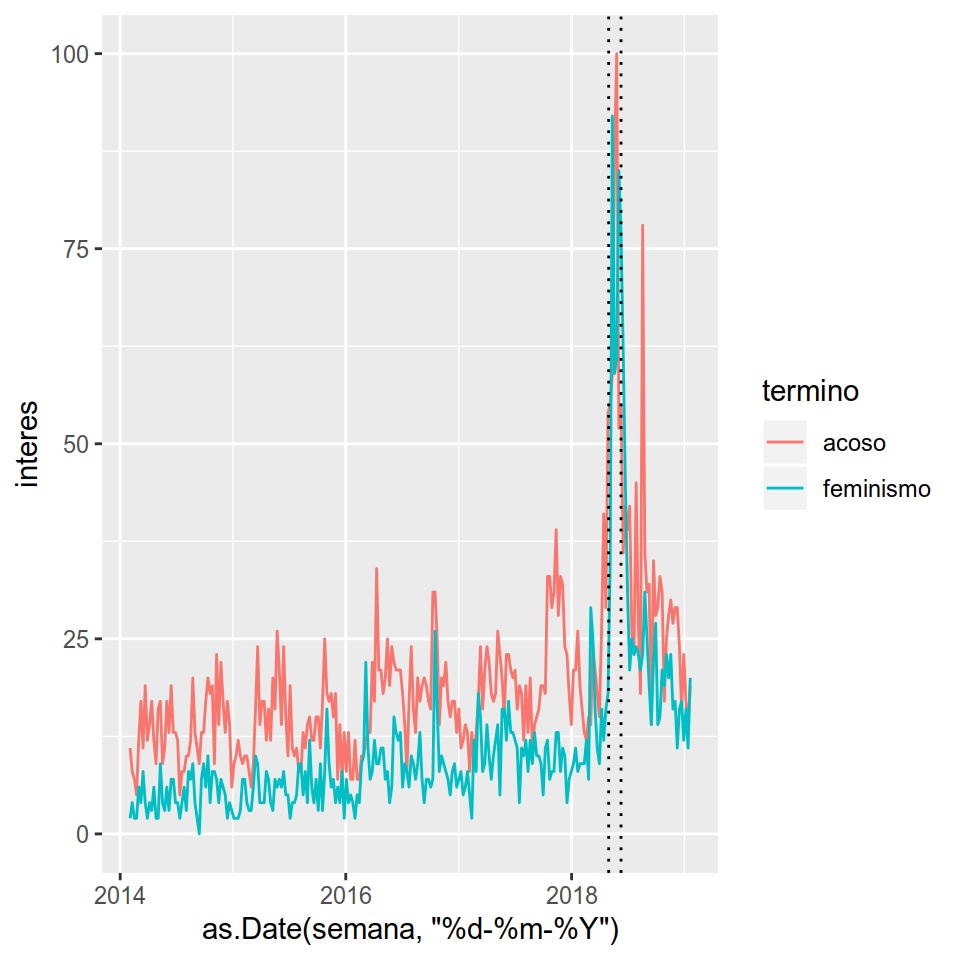 100
75
50
25
0
interes
2014
2016
2018
as.Date(semana, "%d-%m-%Y")
termino
acoso
feminismo